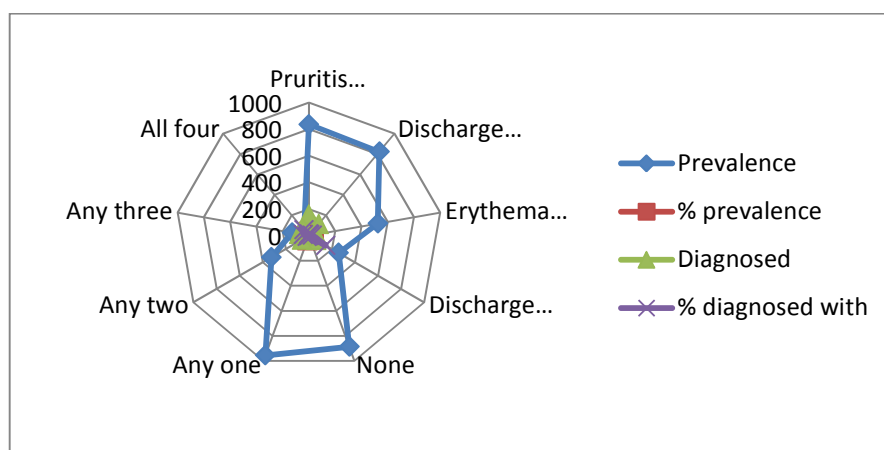 Pruritis...
1000
800
600
400
200
0
Discharge...
Erythema...
Discharge...
None
Any one
Any two
Any three
All four
Prevalence
% prevalence
Diagnosed
% diagnosed with